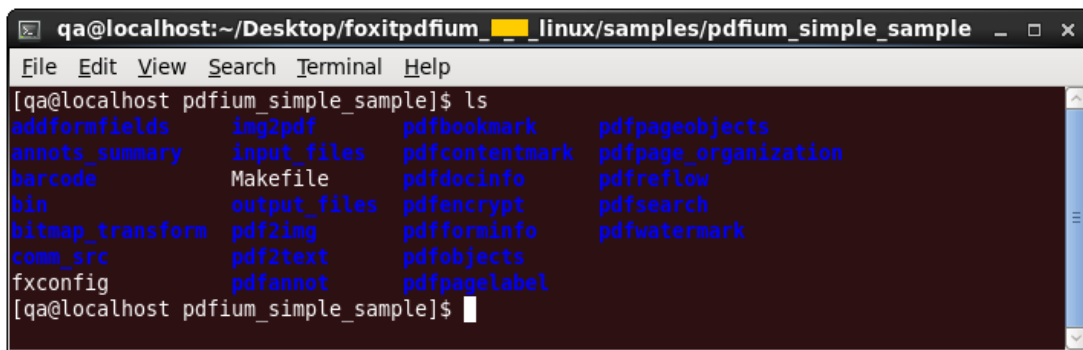 qa@localhost:~/Desktop/foxitpdfium_ _ _linux/samples/pdfium_simple_sample
File Edit View Search Terminal Help
[qa@localhost pdfium_simple_sample]$ ls
addformfields img2pdf pdfbookmark pdfpageobjects
annots_summary input_files pdfcontentmark pdfpage_organization
barcode Makefile pdfdocinfo pdfreflow
bin output_files pdfencrypt pdfsearch
bitmap_transform pdf2img pdfforminfo pdfwatermark
comm_src pdf2text pdfobjects
fxconfig pdfannot pdfpagelabel
[qa@localhost pdfium_simple_sample]$